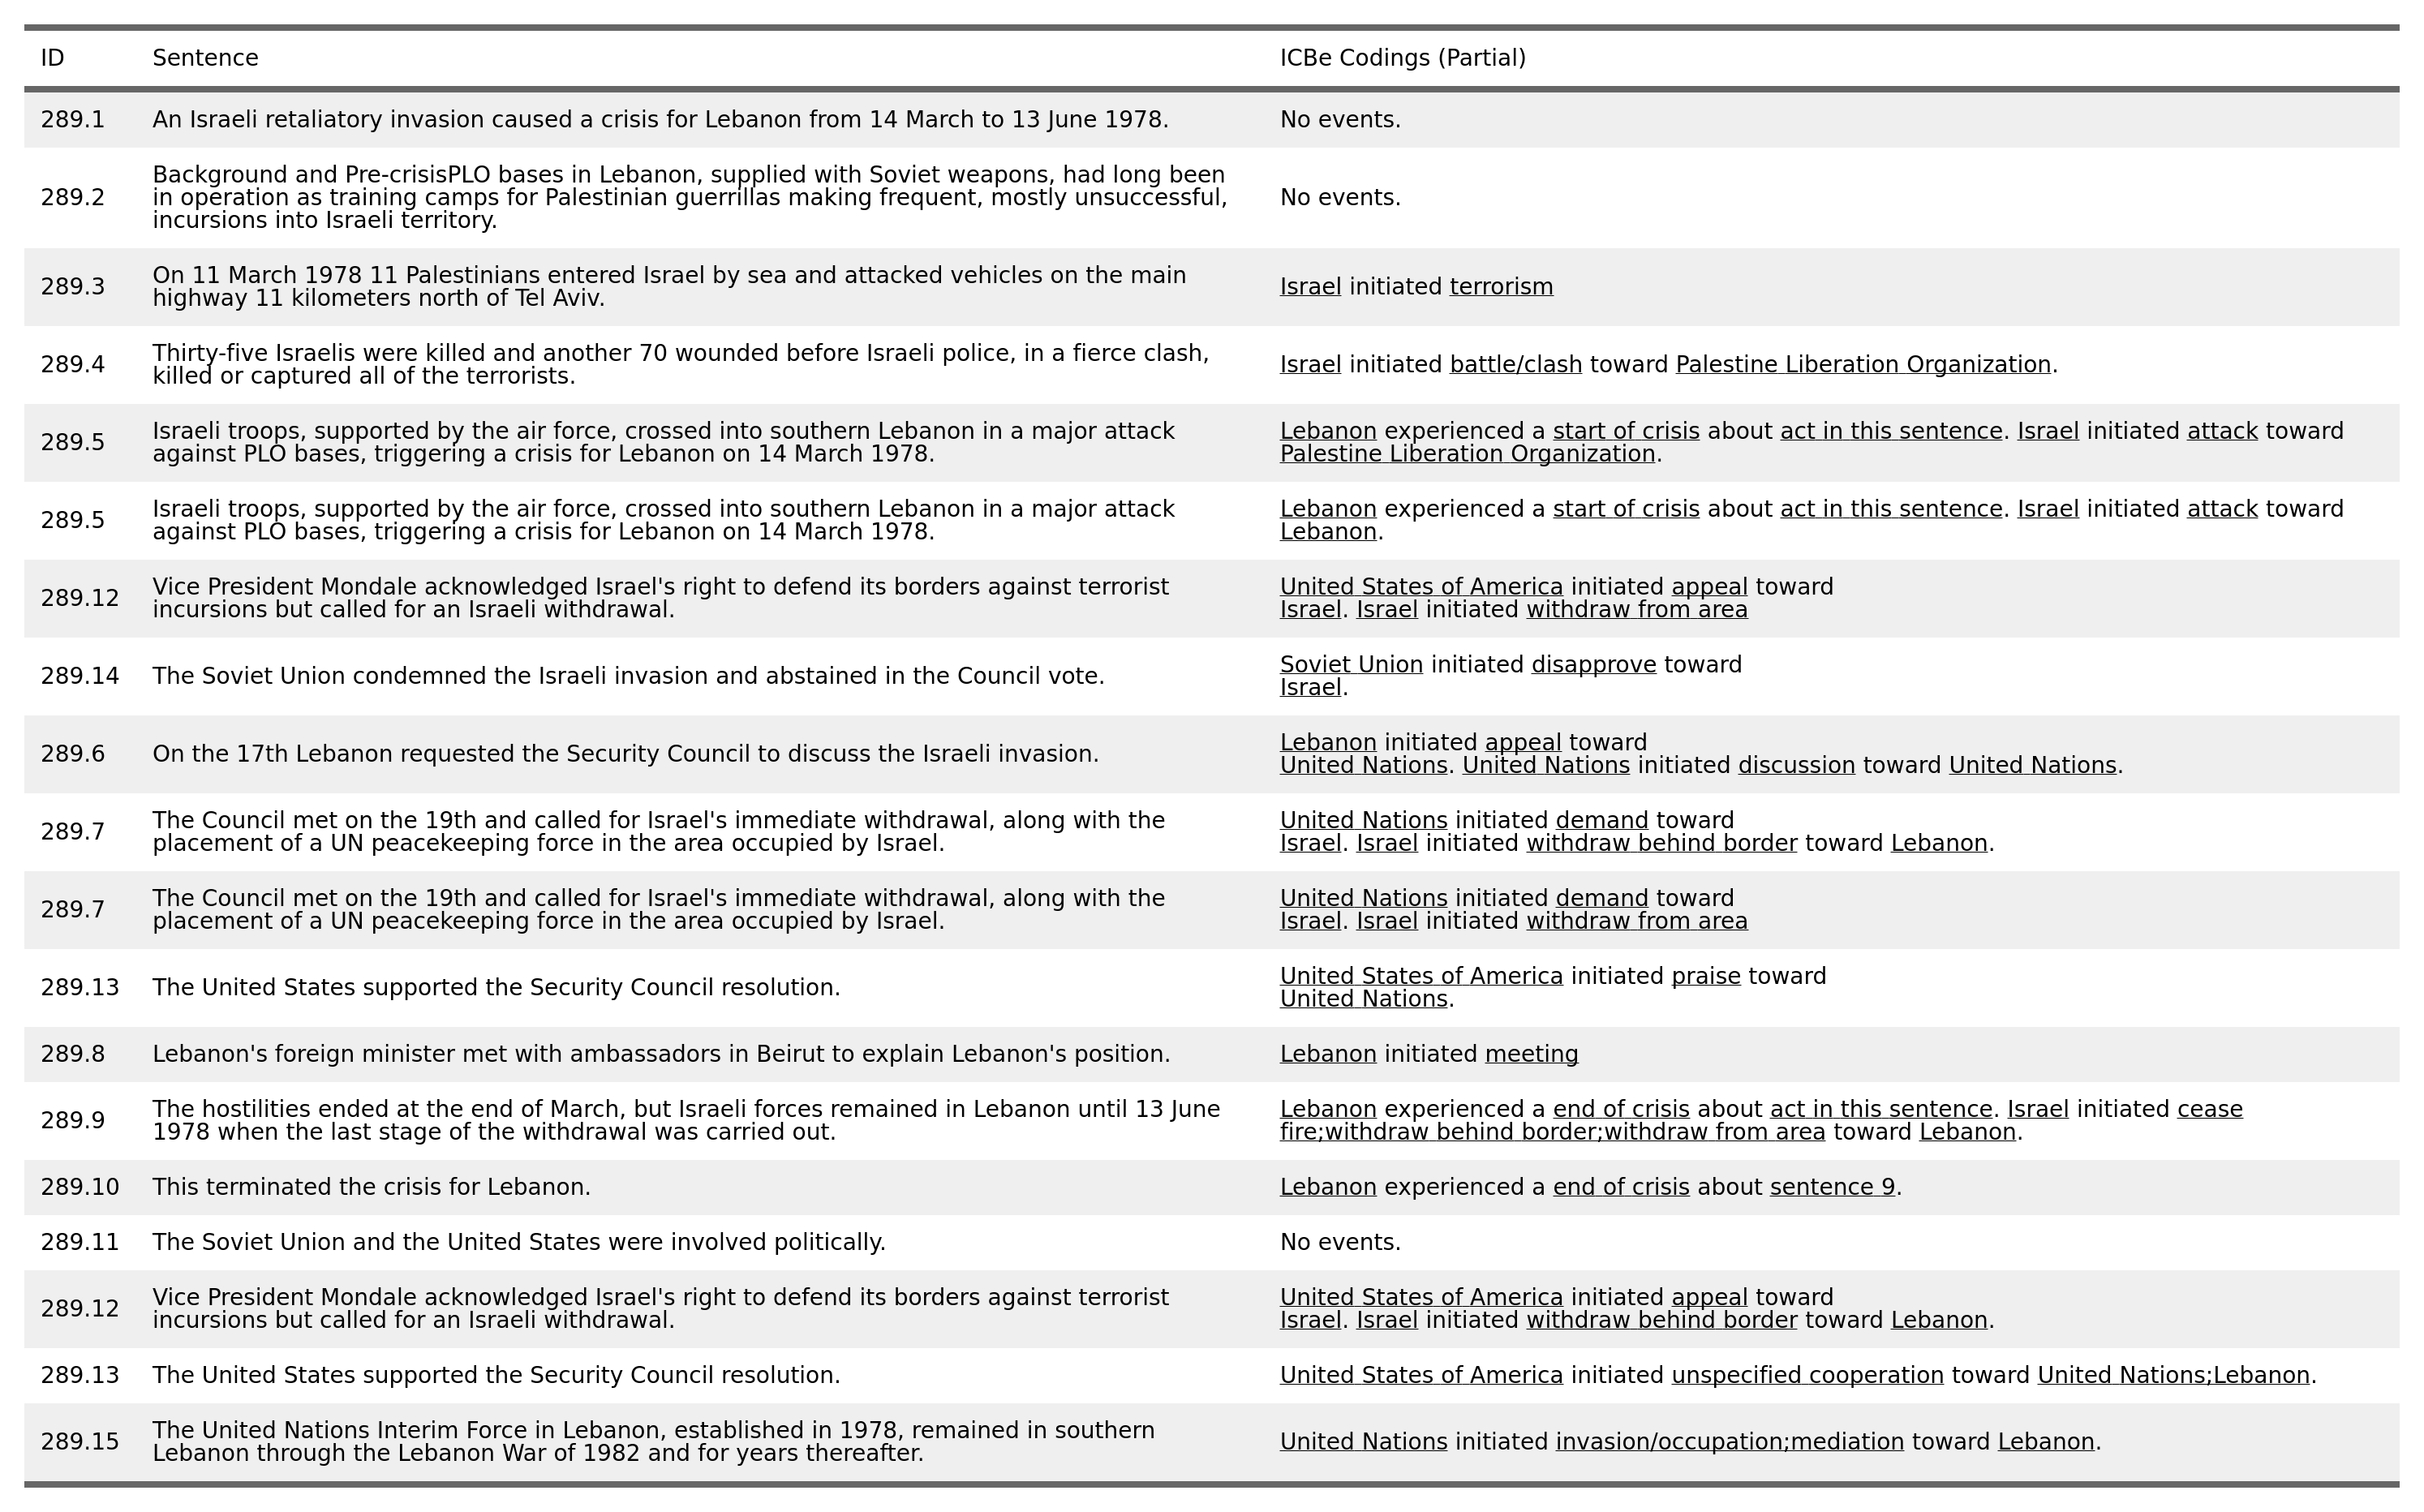 ID Sentence ICBe Codings (Partial)
289.1 An Israeli retaliatory invasion caused a crisis for Lebanon from 14 March to 13 June 1978. No events.
Background and Pre-crisisPLO bases in Lebanon, supplied with Soviet weapons, had long been
289.2 in operation as training camps for Palestinian guerrillas making frequent, mostly unsuccessful, No events.
incursions into Israeli territory.
289.3
On 11 March 1978 11 Palestinians entered Israel by sea and attacked vehicles on the main
highway 11 kilometers north of Tel Aviv.
Israel initiated terrorism
289.4
Thirty-five Israelis were killed and another 70 wounded before Israeli police, in a fierce clash,
killed or captured all of the terrorists.
Israel initiated battle/clash toward Palestine Liberation Organization.
289.5
Israeli troops, supported by the air force, crossed into southern Lebanon in a major attack
against PLO bases, triggering a crisis for Lebanon on 14 March 1978.
Lebanon experienced a start of crisis about act in this sentence. Israel initiated attack toward
Palestine Liberation Organization.
289.5
Israeli troops, supported by the air force, crossed into southern Lebanon in a major attack
against PLO bases, triggering a crisis for Lebanon on 14 March 1978.
Lebanon experienced a start of crisis about act in this sentence. Israel initiated attack toward
Lebanon.
289.12
Vice President Mondale acknowledged Israel's right to defend its borders against terrorist
incursions but called for an Israeli withdrawal.
United States of America initiated appeal toward
Israel. Israel initiated withdraw from area
289.14
The Soviet Union condemned the Israeli invasion and abstained in the Council vote.
Soviet Union initiated disapprove toward
Israel.
289.6
On the 17th Lebanon requested the Security Council to discuss the Israeli invasion.
Lebanon initiated appeal toward
United Nations. United Nations initiated discussion toward United Nations.
289.7
The Council met on the 19th and called for Israel's immediate withdrawal, along with the
placement of a UN peacekeeping force in the area occupied by Israel.
United Nations initiated demand toward
Israel. Israel initiated withdraw behind border toward Lebanon.
289.7
The Council met on the 19th and called for Israel's immediate withdrawal, along with the
placement of a UN peacekeeping force in the area occupied by Israel.
United Nations initiated demand toward
Israel. Israel initiated withdraw from area
289.13
The United States supported the Security Council resolution.
United States of America initiated praise toward
United Nations.
289.8 Lebanon's foreign minister met with ambassadors in Beirut to explain Lebanon's position. Lebanon initiated meeting
289.9
The hostilities ended at the end of March, but Israeli forces remained in Lebanon until 13 June
1978 when the last stage of the withdrawal was carried out.
Lebanon experienced a end of crisis about act in this sentence. Israel initiated cease
fire;withdraw behind border;withdraw from area toward Lebanon.
289.10 This terminated the crisis for Lebanon. Lebanon experienced a end of crisis about sentence 9.
289.11 The Soviet Union and the United States were involved politically. No events.
289.12
Vice President Mondale acknowledged Israel's right to defend its borders against terrorist
incursions but called for an Israeli withdrawal.
United States of America initiated appeal toward
Israel. Israel initiated withdraw behind border toward Lebanon.
289.13 The United States supported the Security Council resolution. United States of America initiated unspecified cooperation toward United Nations;Lebanon.
289.15
The United Nations Interim Force in Lebanon, established in 1978, remained in southern
Lebanon through the Lebanon War of 1982 and for years thereafter.
United Nations initiated invasion/occupation;mediation toward Lebanon.